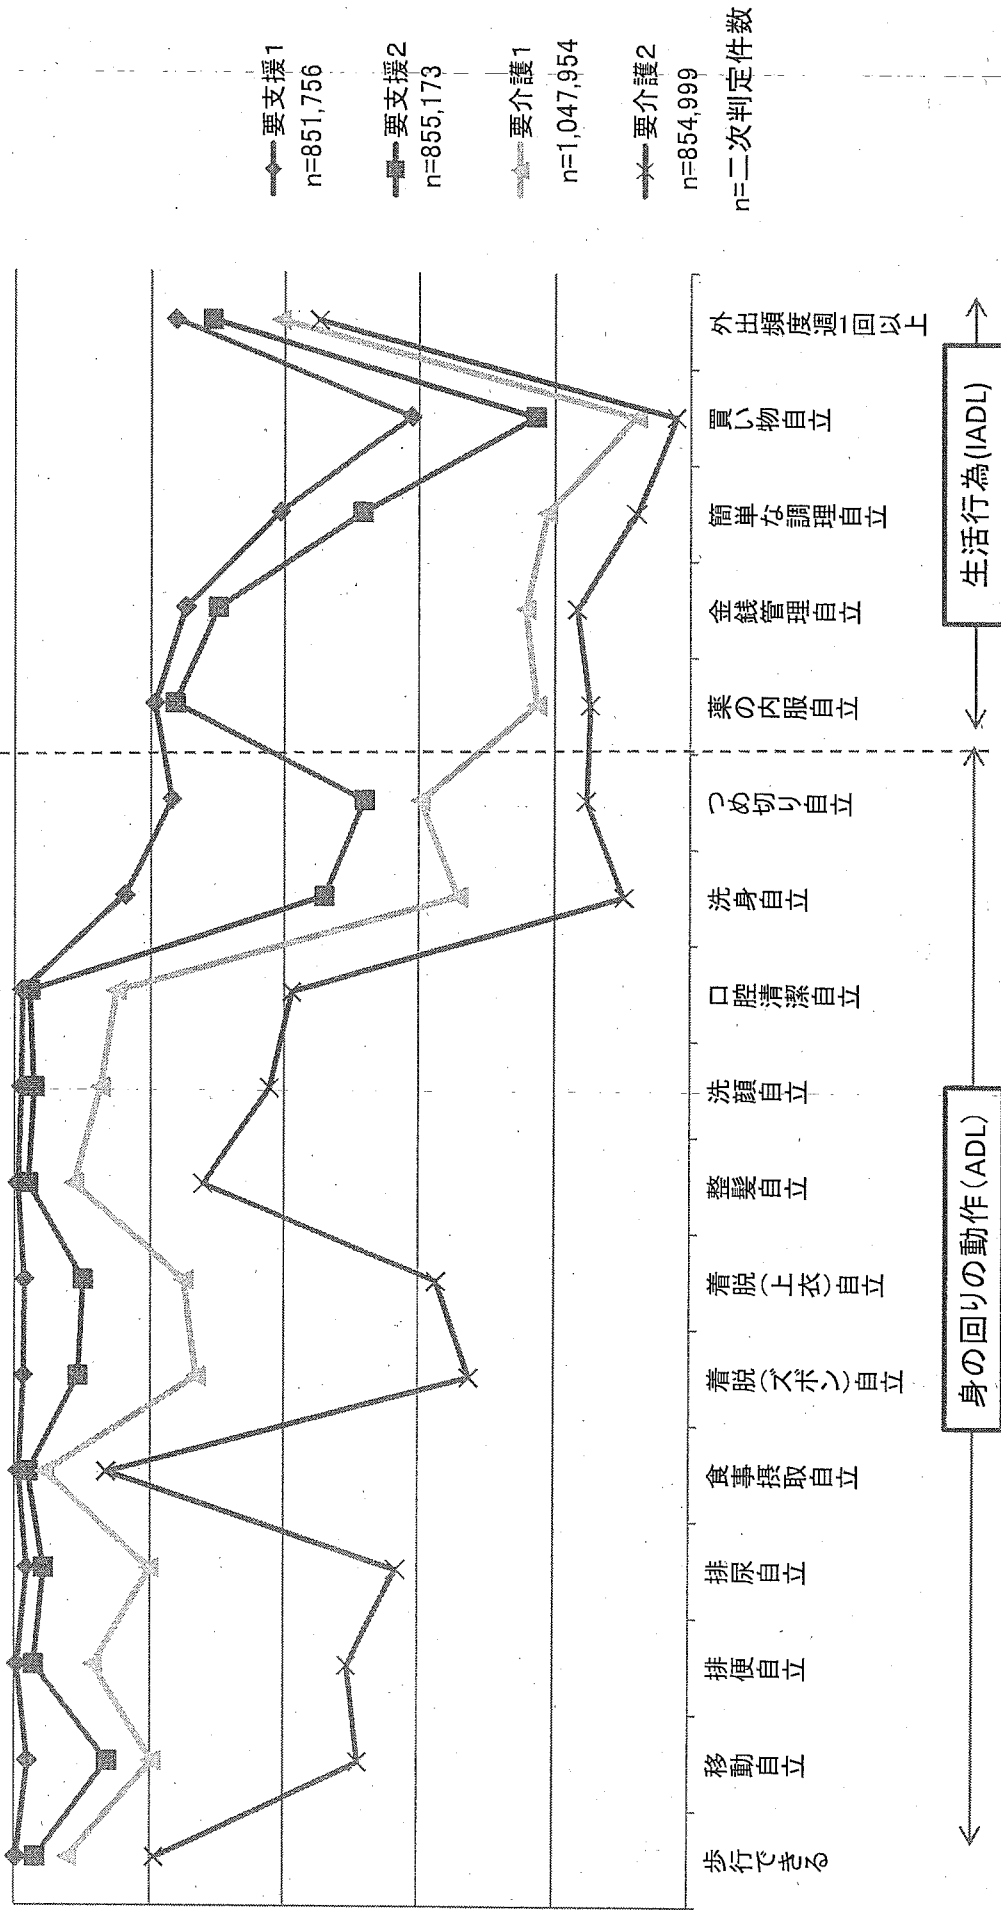 要支援1
n=851,756
要支援2
n=855,173
要介護1
n=1,047,954
要介護2
n=854,999
n=二次判定件数
歩行できる
移動自立
排便自立
排尿自立
食事摂取自立
着脱(ズボン)自立
着脱(上衣)自立
整髪自立
洗顔自立
口腔清潔自立
洗身自立
つめ切り自立
薬の内服自立
金銭管理自立
簡単な調理自立
買い物自立
外出頻度週1回以上
身の回りの動作(ADL)
生活行為(IADL)